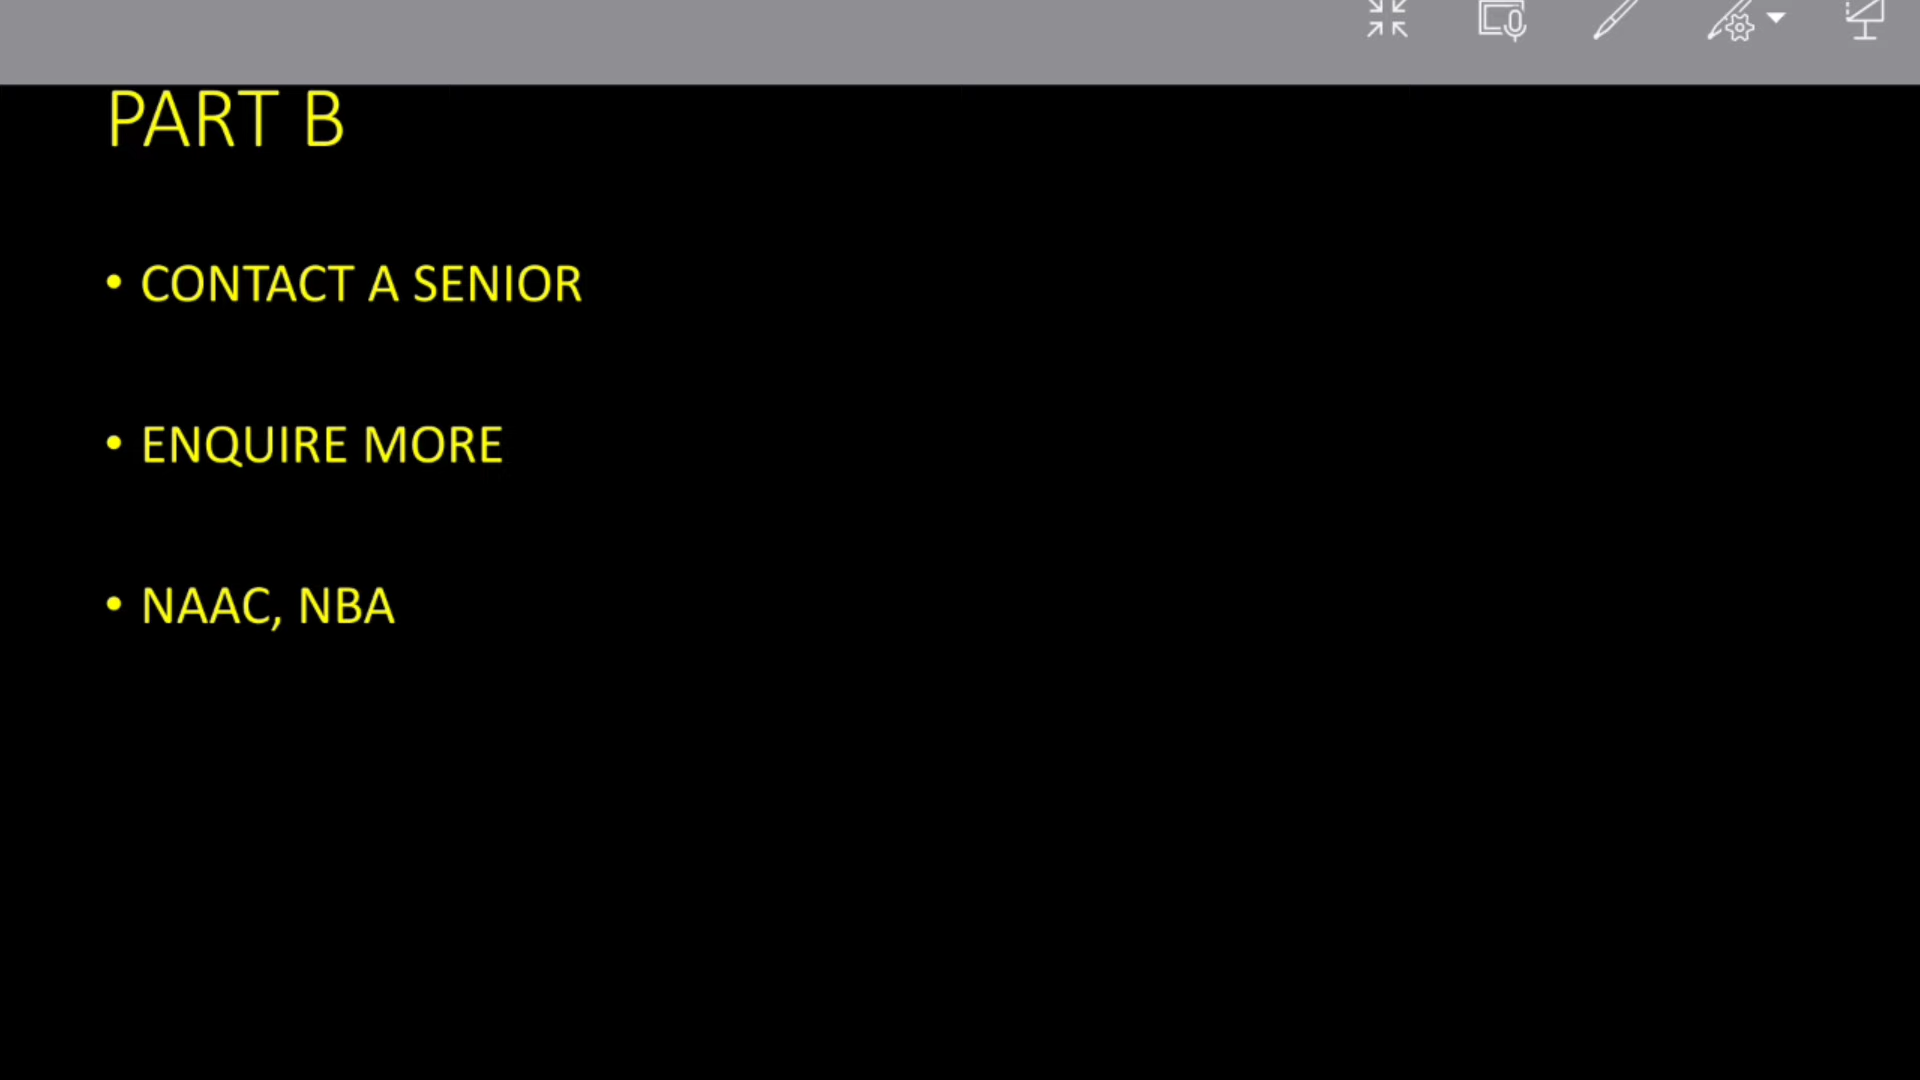 PART B
• CONTACT A SENIOR
• ENQUIRE MORE
• NAAC, NBA